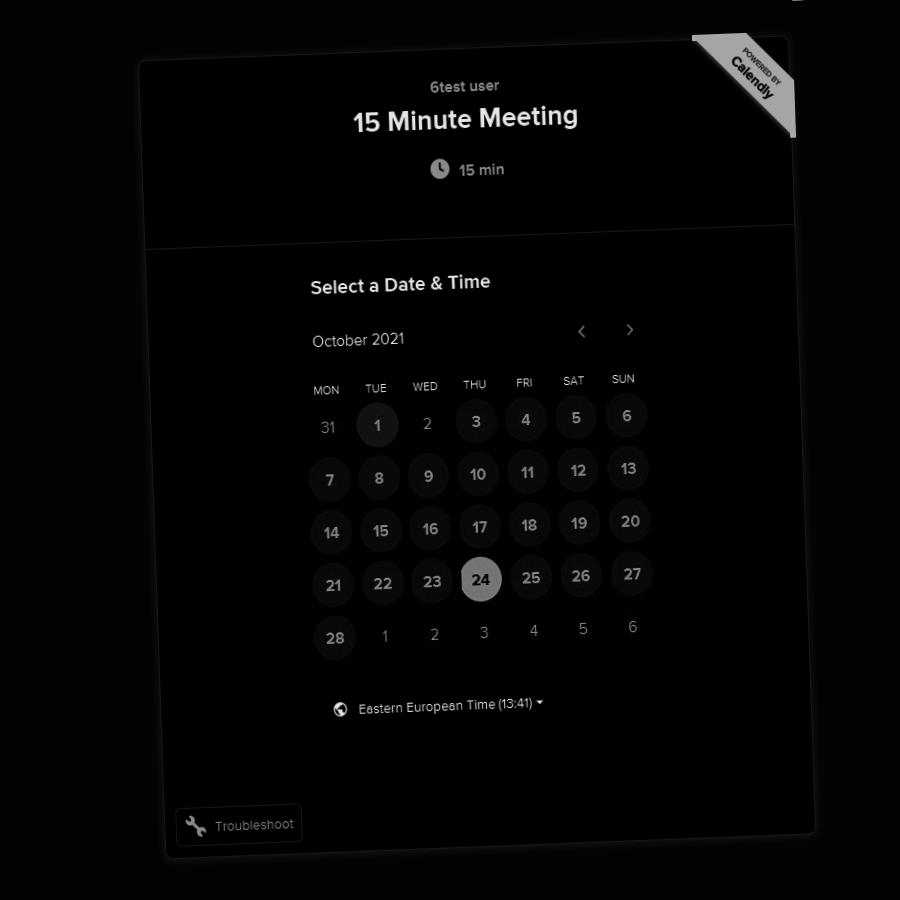 POWERED BY
Calendly
6test user
15 Minute Meeting
15 min
Select a Date & Time
October 2021
MON TUE WED THU FRI SAT SUN
31 1 2 3 4 5 6
7 8 9 10 11 12 13
14 15 16 17 18 19 20
21 22 23 24 25 26 27
28 1 2 3 4 5 6
Eastern European Time (13:41)
Troubleshoot